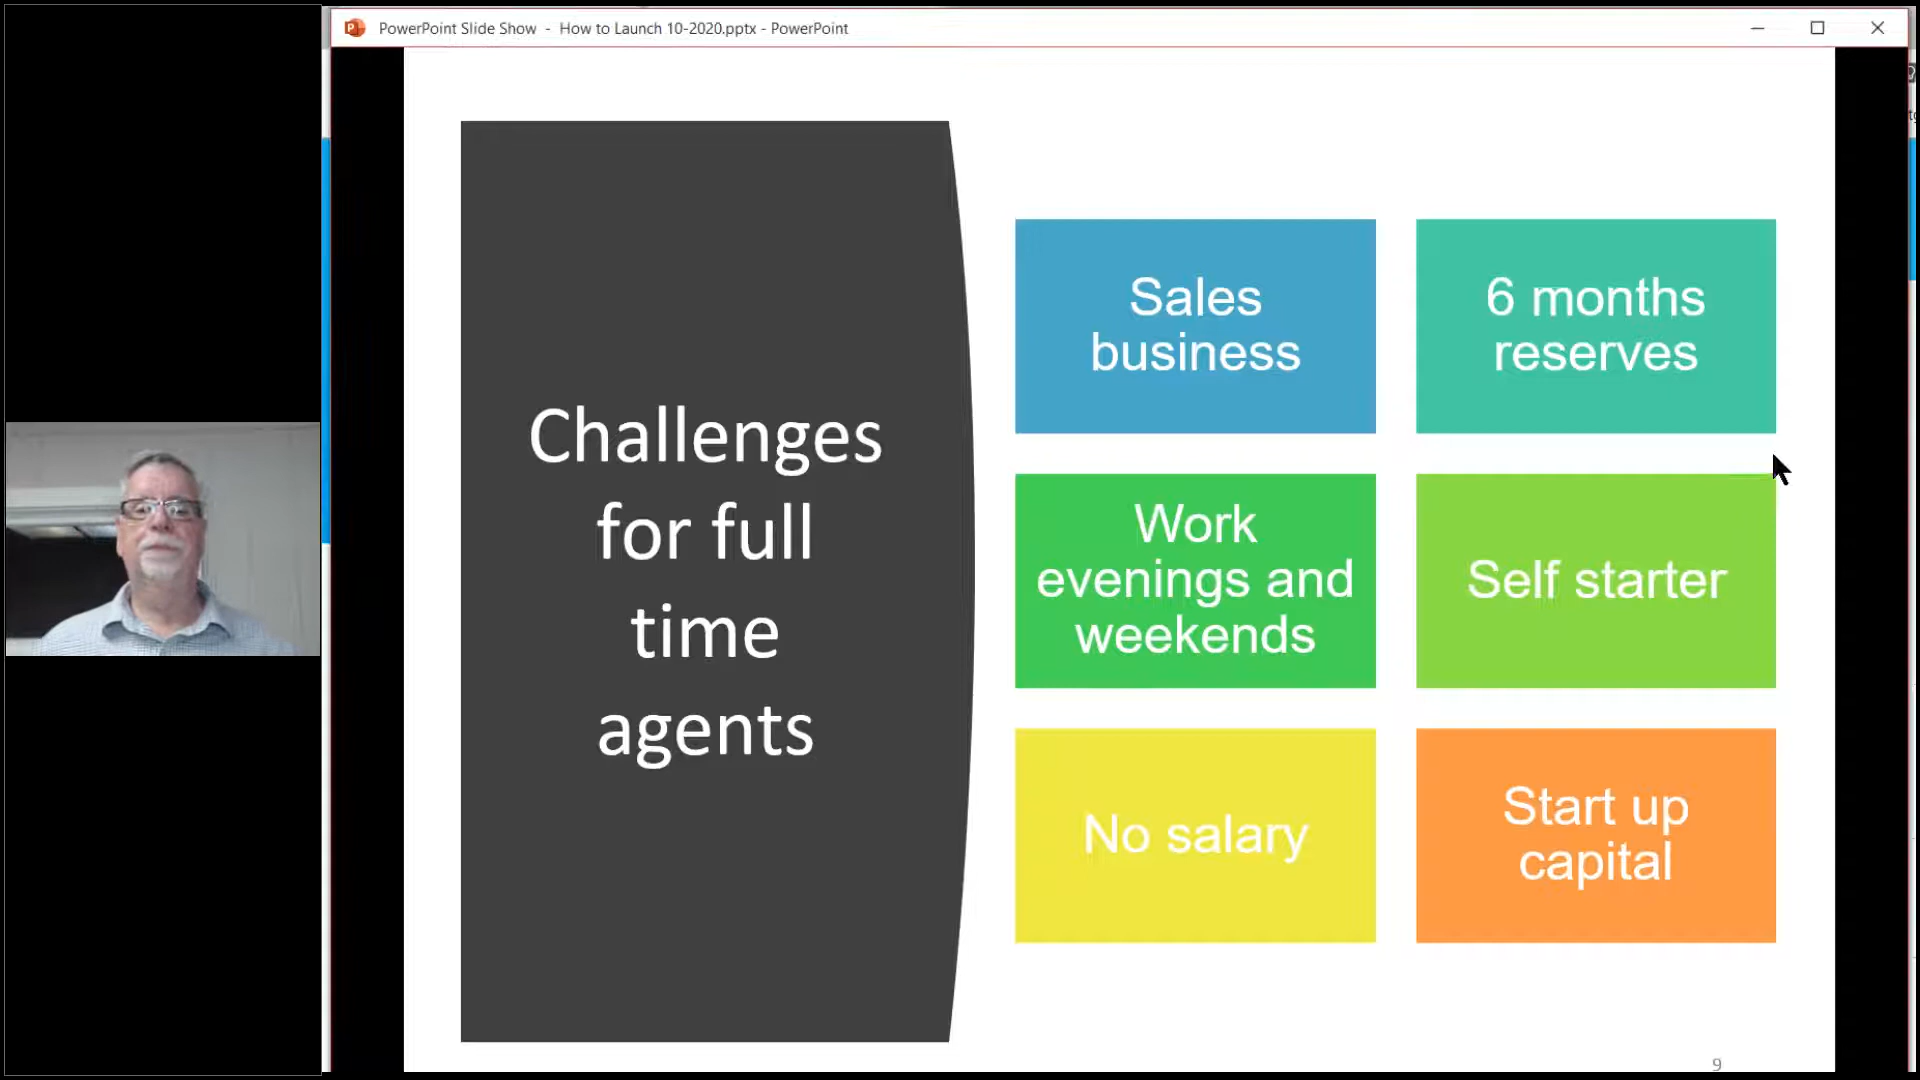 PowerPoint Slide Show - How to Launch 10-2020.pptx - PowerPoint
Challenges
for full
time
agents
Sales
business
6 months
reserves
Work
evenings and
weekends
Self starter
No salary
Start up
capital
9